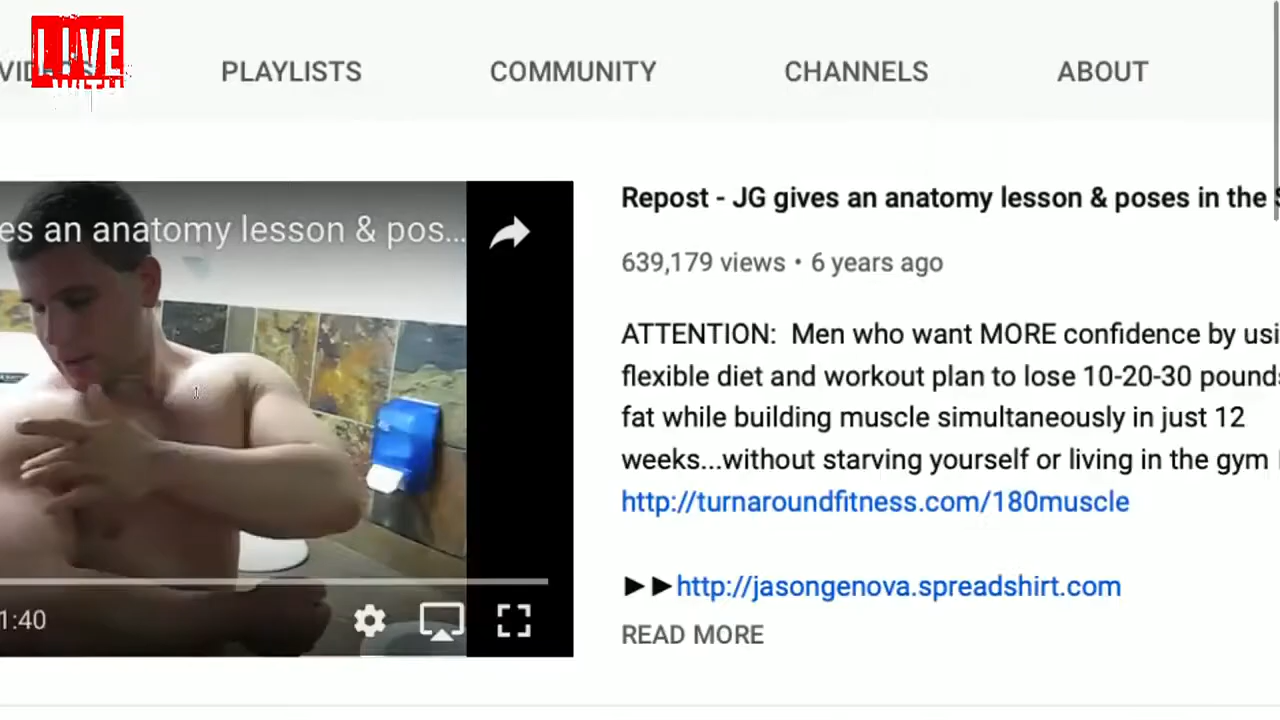 LIVE
PLAYLISTS COMMUNITY CHANNELS ABOUT
es an anatomy lesson & pos...
Repost - JG gives an anatomy lesson & poses in the
639,179 views • 6 years ago
ATTENTION: Men who want MORE confidence by usi
flexible diet and workout plan to lose 10-20-30 pounds
fat while building muscle simultaneously in just 12
weeks...without starving yourself or living in the gym
http://turnaroundfitness.com/180muscle
▶▶http://jasongenova.spreadshirt.com
1:40
READ MORE